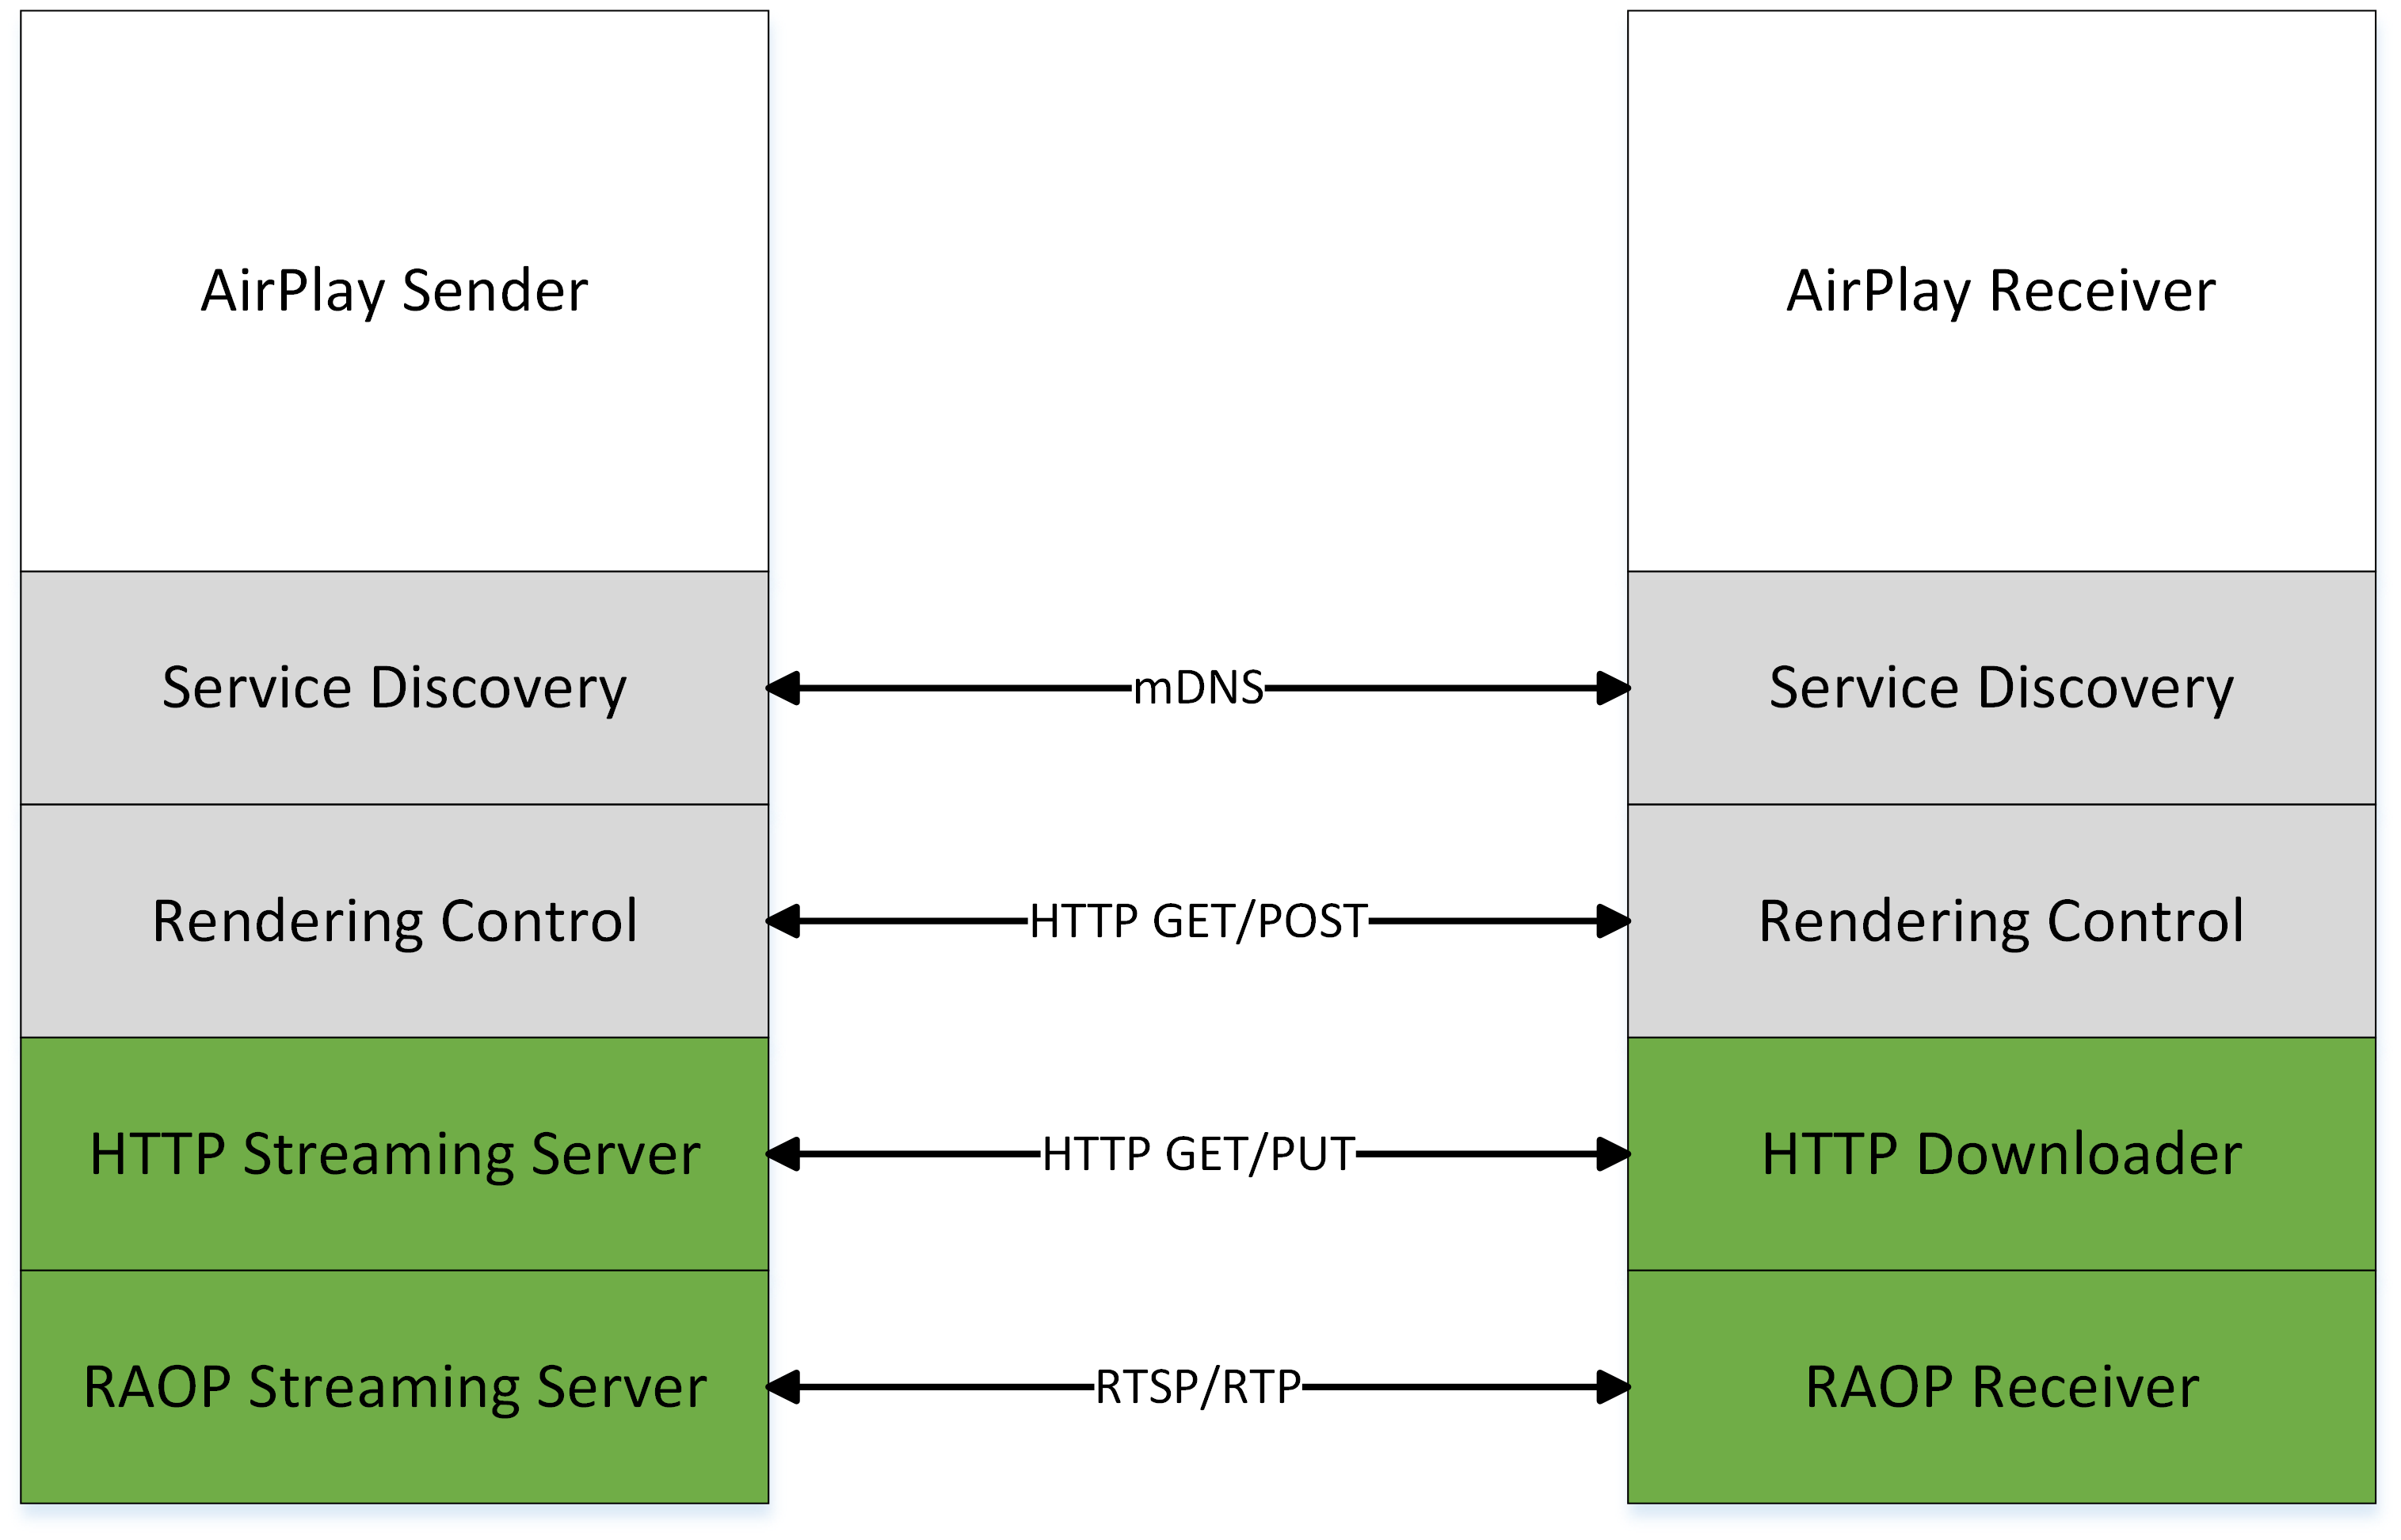 AirPlay Sender
AirPlay Receiver
Service Discovery
mDNS
Service Discovery
Rendering Control
HTTP GET/POST
Rendering Control
HTTP Streaming Server
HTTP GET/PUT
HTTP Downloader
RAOP Streaming Server
RTSP/RTP
RAOP Receiver